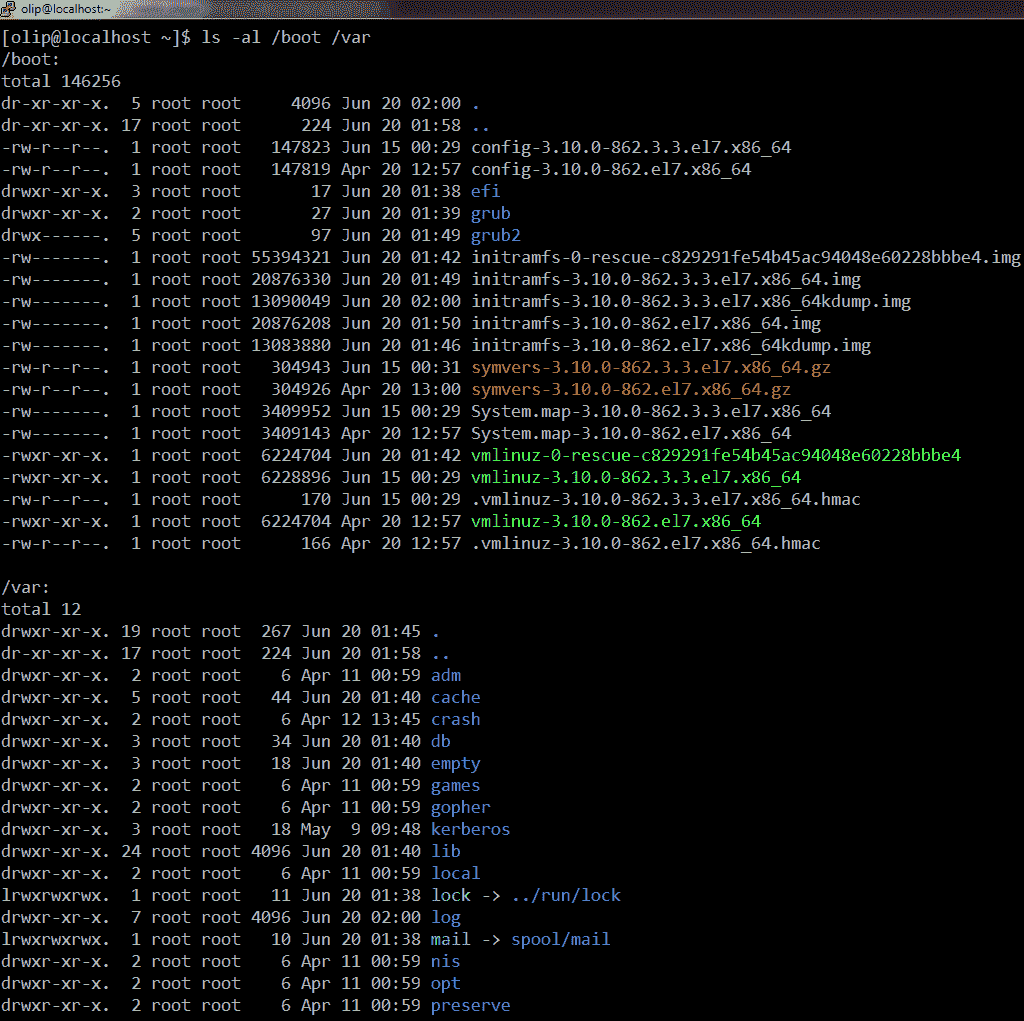 olip@localhost:~
[olip@localhost ~]$ ls -al /boot /var
/boot:
total 146256
dr-xr-xr-x.  5 root root     4096 Jun 20 02:00 .
dr-xr-xr-x. 17 root root      224 Jun 20 01:58 ..
-rw-r--r--.  1 root root   147823 Jun 15 00:29 config-3.10.0-862.3.3.el7.x86_64
-rw-r--r--.  1 root root   147819 Apr 20 12:57 config-3.10.0-862.el7.x86_64
drwxr-xr-x.  3 root root       17 Jun 20 01:38 efi
drwxr-xr-x.  2 root root       27 Jun 20 01:39 grub
drwx------.  5 root root       97 Jun 20 01:49 grub2
-rw-------.  1 root root 55394321 Jun 20 01:42 initramfs-0-rescue-c829291fe54b45ac94048e60228bbbe4.img
-rw-------.  1 root root 20876330 Jun 20 01:49 initramfs-3.10.0-862.3.3.el7.x86_64.img
-rw-------.  1 root root 13090049 Jun 20 02:00 initramfs-3.10.0-862.3.3.el7.x86_64kdump.img
-rw-------.  1 root root 20876208 Jun 20 01:50 initramfs-3.10.0-862.el7.x86_64.img
-rw-------.  1 root root 13083880 Jun 20 01:46 initramfs-3.10.0-862.el7.x86_64kdump.img
-rw-r--r--.  1 root root   304943 Jun 15 00:31 symvers-3.10.0-862.3.3.el7.x86_64.gz
-rw-r--r--.  1 root root   304926 Apr 20 13:00 symvers-3.10.0-862.el7.x86_64.gz
-rw-------.  1 root root  3409952 Jun 15 00:29 System.map-3.10.0-862.3.3.el7.x86_64
-rw-------.  1 root root  3409143 Apr 20 12:57 System.map-3.10.0-862.el7.x86_64
-rwxr-xr-x.  1 root root  6224704 Jun 20 01:42 vmlinuz-0-rescue-c829291fe54b45ac94048e60228bbbe4
-rwxr-xr-x.  1 root root  6228896 Jun 15 00:29 vmlinuz-3.10.0-862.3.3.el7.x86_64
-rw-r--r--.  1 root root      170 Jun 15 00:29 .vmlinuz-3.10.0-862.3.3.el7.x86_64.hmac
-rwxr-xr-x.  1 root root  6224704 Apr 20 12:57 vmlinuz-3.10.0-862.el7.x86_64
-rw-r--r--.  1 root root      166 Apr 20 12:57 .vmlinuz-3.10.0-862.el7.x86_64.hmac
/var:
total 12
drwxr-xr-x. 19 root root  267 Jun 20 01:45 .
dr-xr-xr-x. 17 root root  224 Jun 20 01:58 ..
drwxr-xr-x.  2 root root    6 Apr 11 00:59 adm
drwxr-xr-x.  5 root root   44 Jun 20 01:40 cache
drwxr-xr-x.  2 root root    6 Apr 12 13:45 crash
drwxr-xr-x.  3 root root   34 Jun 20 01:40 db
drwxr-xr-x.  3 root root   18 Jun 20 01:40 empty
drwxr-xr-x.  2 root root    6 Apr 11 00:59 games
drwxr-xr-x.  2 root root    6 Apr 11 00:59 gopher
drwxr-xr-x.  3 root root   18 May  9 09:48 kerberos
drwxr-xr-x. 24 root root 4096 Jun 20 01:40 lib
drwxr-xr-x.  2 root root    6 Apr 11 00:59 local
lrwxrwxrwx.  1 root root   11 Jun 20 01:38 lock -> ../run/lock
drwxr-xr-x.  7 root root 4096 Jun 20 02:00 log
lrwxrwxrwx.  1 root root   10 Jun 20 01:38 mail -> spool/mail
drwxr-xr-x.  2 root root    6 Apr 11 00:59 nis
drwxr-xr-x.  2 root root    6 Apr 11 00:59 opt
drwxr-xr-x.  2 root root    6 Apr 11 00:59 preserve